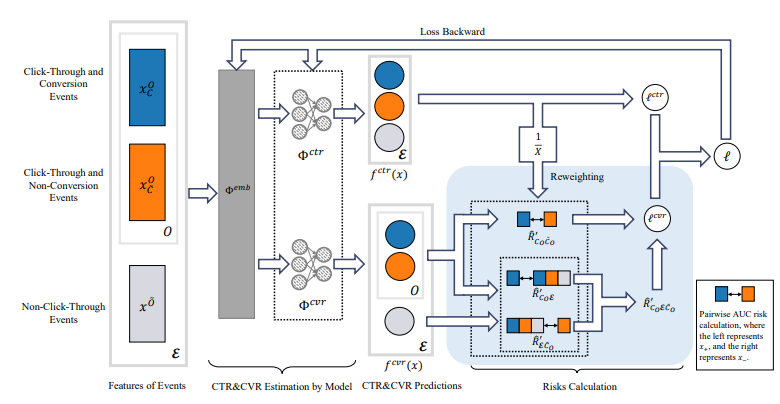 Loss Backward
Click-Through and
Conversion
Events
Click-Through and
Non-Conversion
Events
Non-Click-Through
Events
x_C^O
x_C̄^O
O
x^Ō
ℰ
Φ^emb
Φ^ctr
Φ^cvr
ℰ
f^ctr(x)
O
ℰ
f^cvr(x)
1/X
Reweighting
R̂'_{C_O C̄_O}
R̂'_{C_O ℰ}
R̂'_{ℰ C̄_O}
R̂'_{C_O ℰ C̄_O}
ℓ^ctr
ℓ^cvr
ℓ
Pairwise AUC risk
calculation, where
the left represents
x₊, and the right
represents x₋.
Features of Events
CTR&CVR Estimation by Model
CTR&CVR Predictions
Risks Calculation